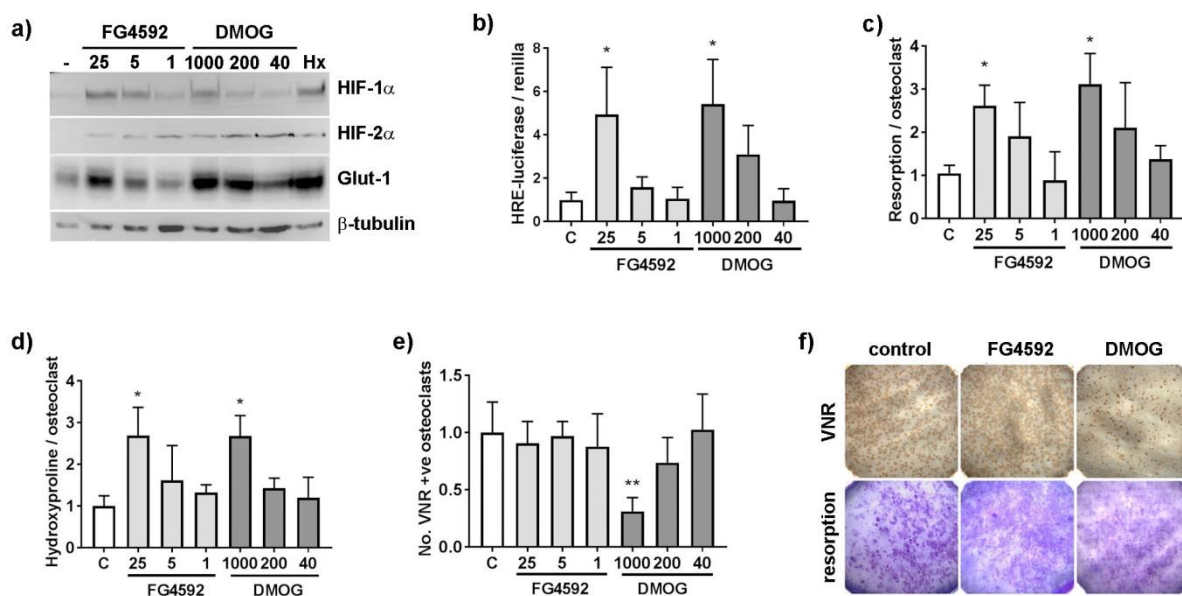 a)
FG4592 DMOG
- 25 5 1 1000 200 40 Hx
HIF-1α
HIF-2α
Glut-1
β-tubulin
b)
HRE-luciferase / renilla
8
6
4
2
0
* *
C 25 5 1 1000 200 40
FG4592 DMOG
c)
Resorption / osteoclast
4
3
2
1
0
* *
C 25 5 1 1000 200 40
FG4592 DMOG
d)
Hydroxyproline / osteoclast
4
3
2
1
0
* *
C 25 5 1 1000 200 40
FG4592 DMOG
e)
No. VNR +ve osteoclasts
1.5
1.0
0.5
0.0
**
C 25 5 1 1000 200 40
FG4592 DMOG
f)
control FG4592 DMOG
VNR
resorption